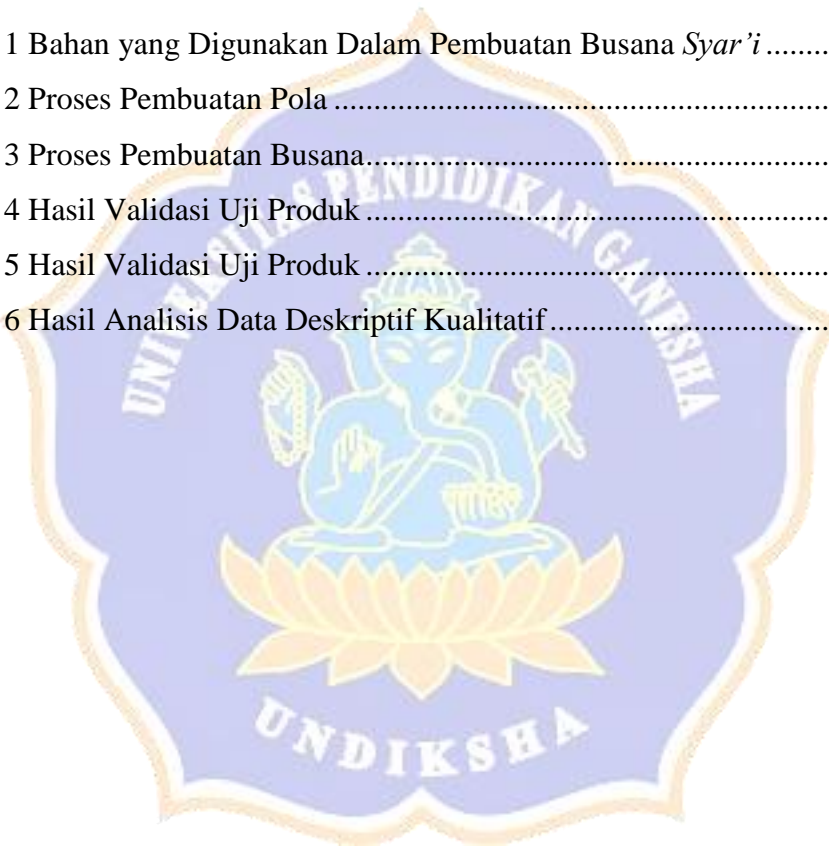 1 Bahan yang Digunakan Dalam Pembuatan Busana Syar’i ........
2 Proses Pembuatan Pola ..............................................................
3 Proses Pembuatan Busana..........................................................
4 Hasil Validasi Uji Produk ..........................................................
5 Hasil Validasi Uji Produk ..........................................................
6 Hasil Analisis Data Deskriptif Kualitatif ...................................
UNIVERSITAS PENDIDIKAN GANESHA
UNDIKSHA